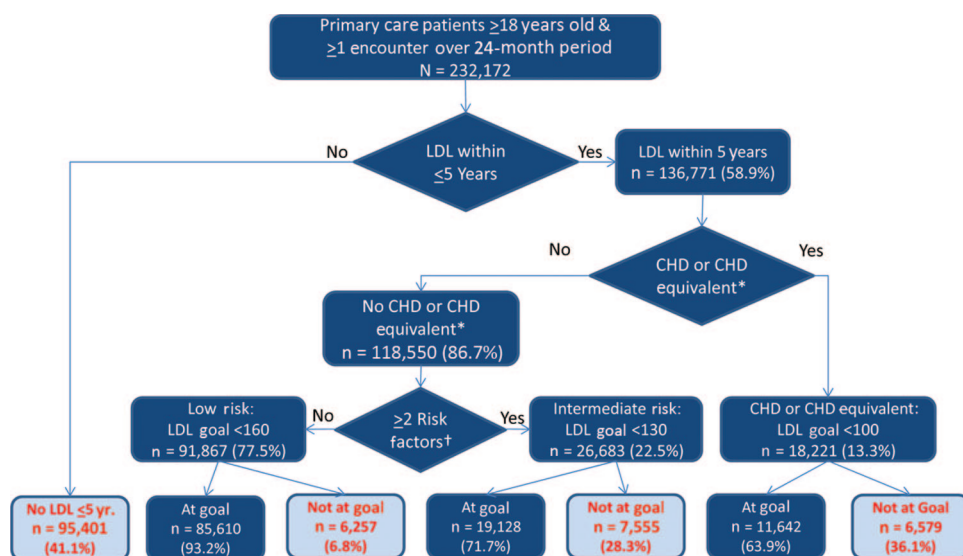 Primary care patients ≥18 years old &
≥1 encounter over 24-month period
N = 232,172
No
LDL within
≤5 Years
Yes
LDL within 5 years
n = 136,771 (58.9%)
No
CHD or CHD
equivalent*
Yes
No CHD or CHD
equivalent*
n = 118,550 (86.7%)
Low risk:
LDL goal <160
n = 91,867 (77.5%)
No
≥2 Risk
factors†
Yes
Intermediate risk:
LDL goal <130
n = 26,683 (22.5%)
CHD or CHD equivalent:
LDL goal <100
n = 18,221 (13.3%)
No LDL ≤5 yr.
n = 95,401
(41.1%)
At goal
n = 85,610
(93.2%)
Not at goal
n = 6,257
(6.8%)
At goal
n = 19,128
(71.7%)
Not at goal
n = 7,555
(28.3%)
At goal
n = 11,642
(63.9%)
Not at Goal
n = 6,579
(36.1%)